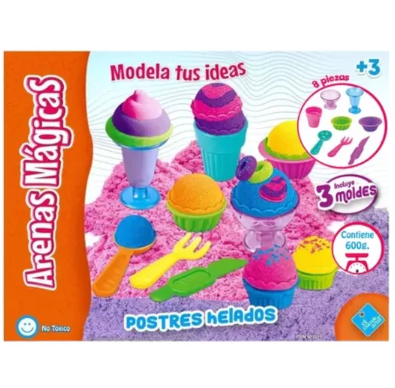 Arenas Mágicas
Modela tus ideas
+3
8 piezas
3 Incluye
moldes
Contiene
600g.
POSTRES HELADOS
No Tóxico